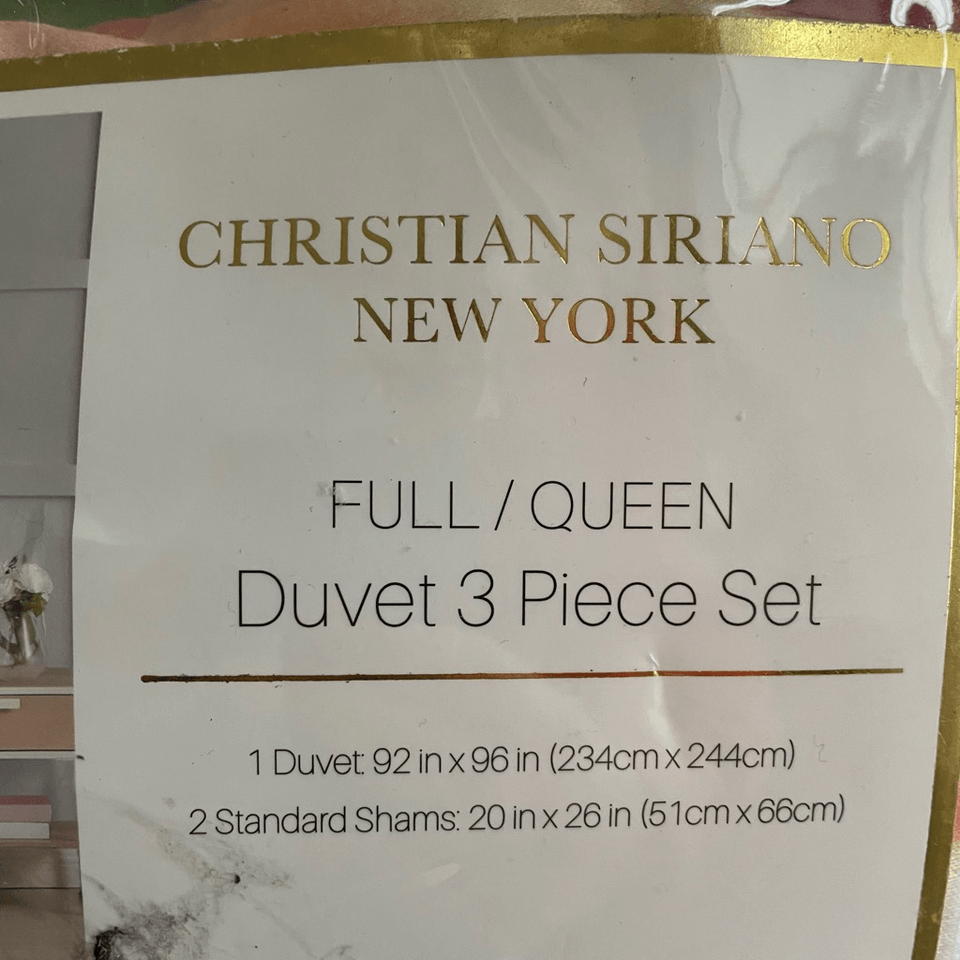 CHRISTIAN SIRIANO
NEW YORK
FULL / QUEEN
Duvet 3 Piece Set
1 Duvet: 92 in x 96 in (234cm x 244cm)
2 Standard Shams: 20 in x 26 in (51cm x 66cm)